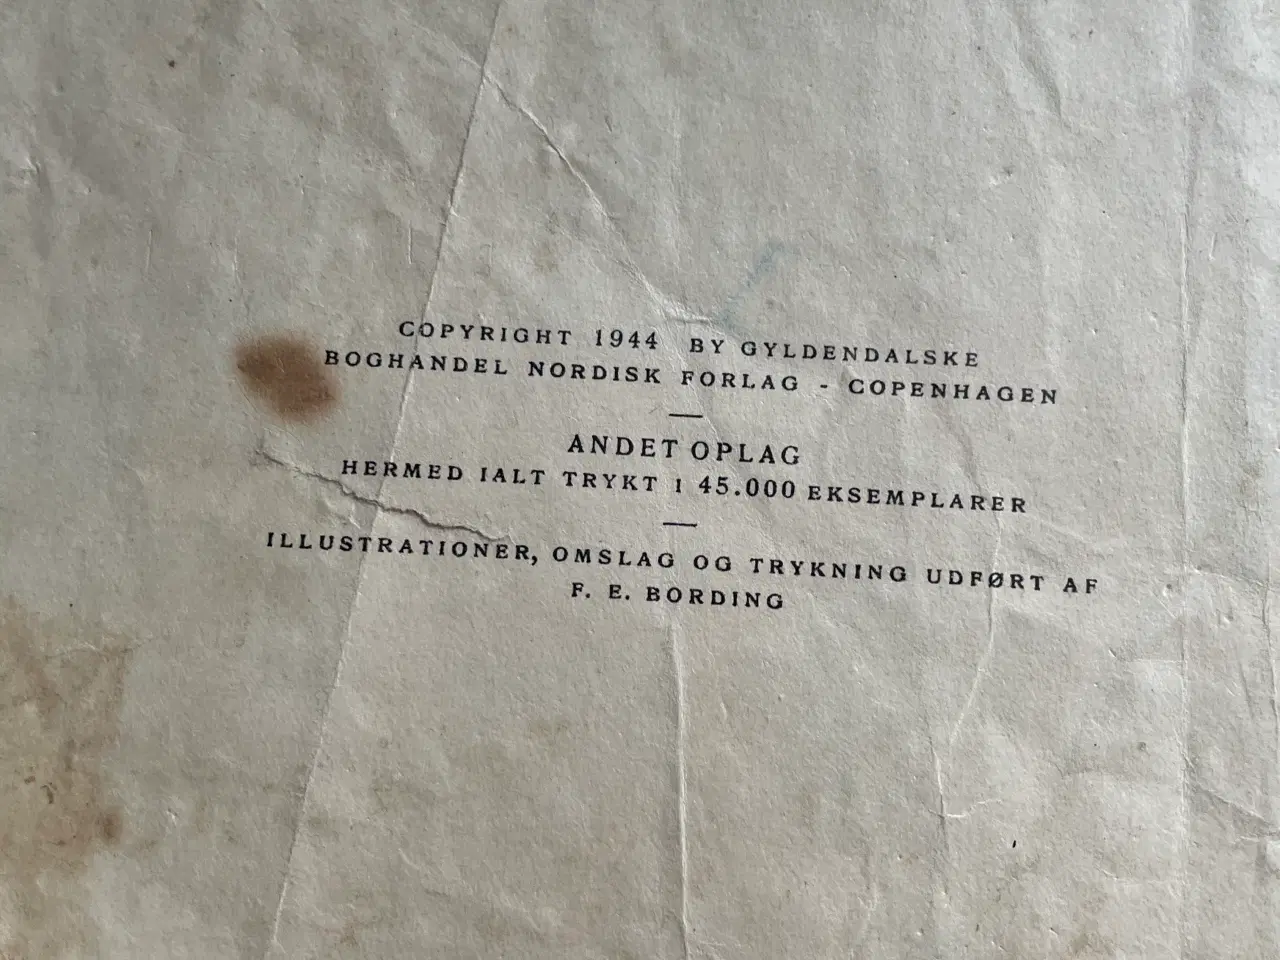 COPYRIGHT 1944 BY GYLDENDALSKE
BOGHANDEL NORDISK FORLAG - COPENHAGEN
ANDET OPLAG
HERMED IALT TRYKT I 45.000 EKSEMPLARER
ILLUSTRATIONER, OMSLAG OG TRYKNING UDFØRT AF
F. E. BORDING